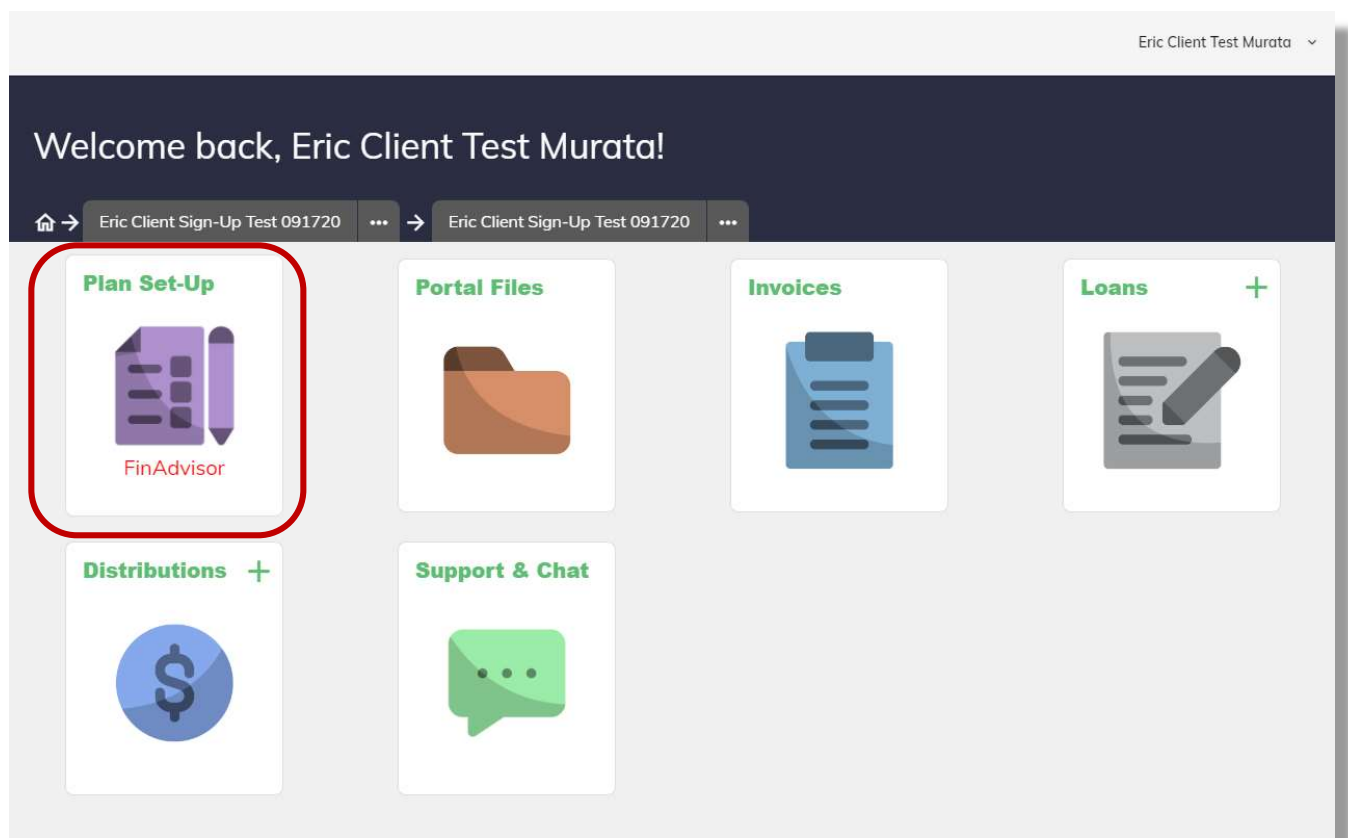 Eric Client Test Murata
Welcome back, Eric Client Test Murata!
Eric Client Sign-Up Test 091720 ••• Eric Client Sign-Up Test 091720 •••
Plan Set-Up
FinAdvisor
Portal Files
Invoices
Loans +
Distributions +
Support & Chat